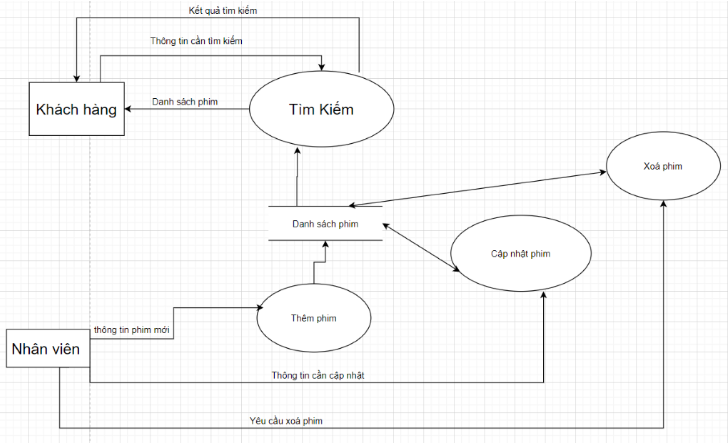 Kết quả tìm kiếm
Thông tin cần tìm kiếm
Khách hàng
Danh sách phim
Tìm Kiếm
Xoá phim
Danh sách phim
Cập nhật phim
Thêm phim
thông tin phim mới
Nhân viên
Thông tin cần cập nhật
Yêu cầu xoá phim